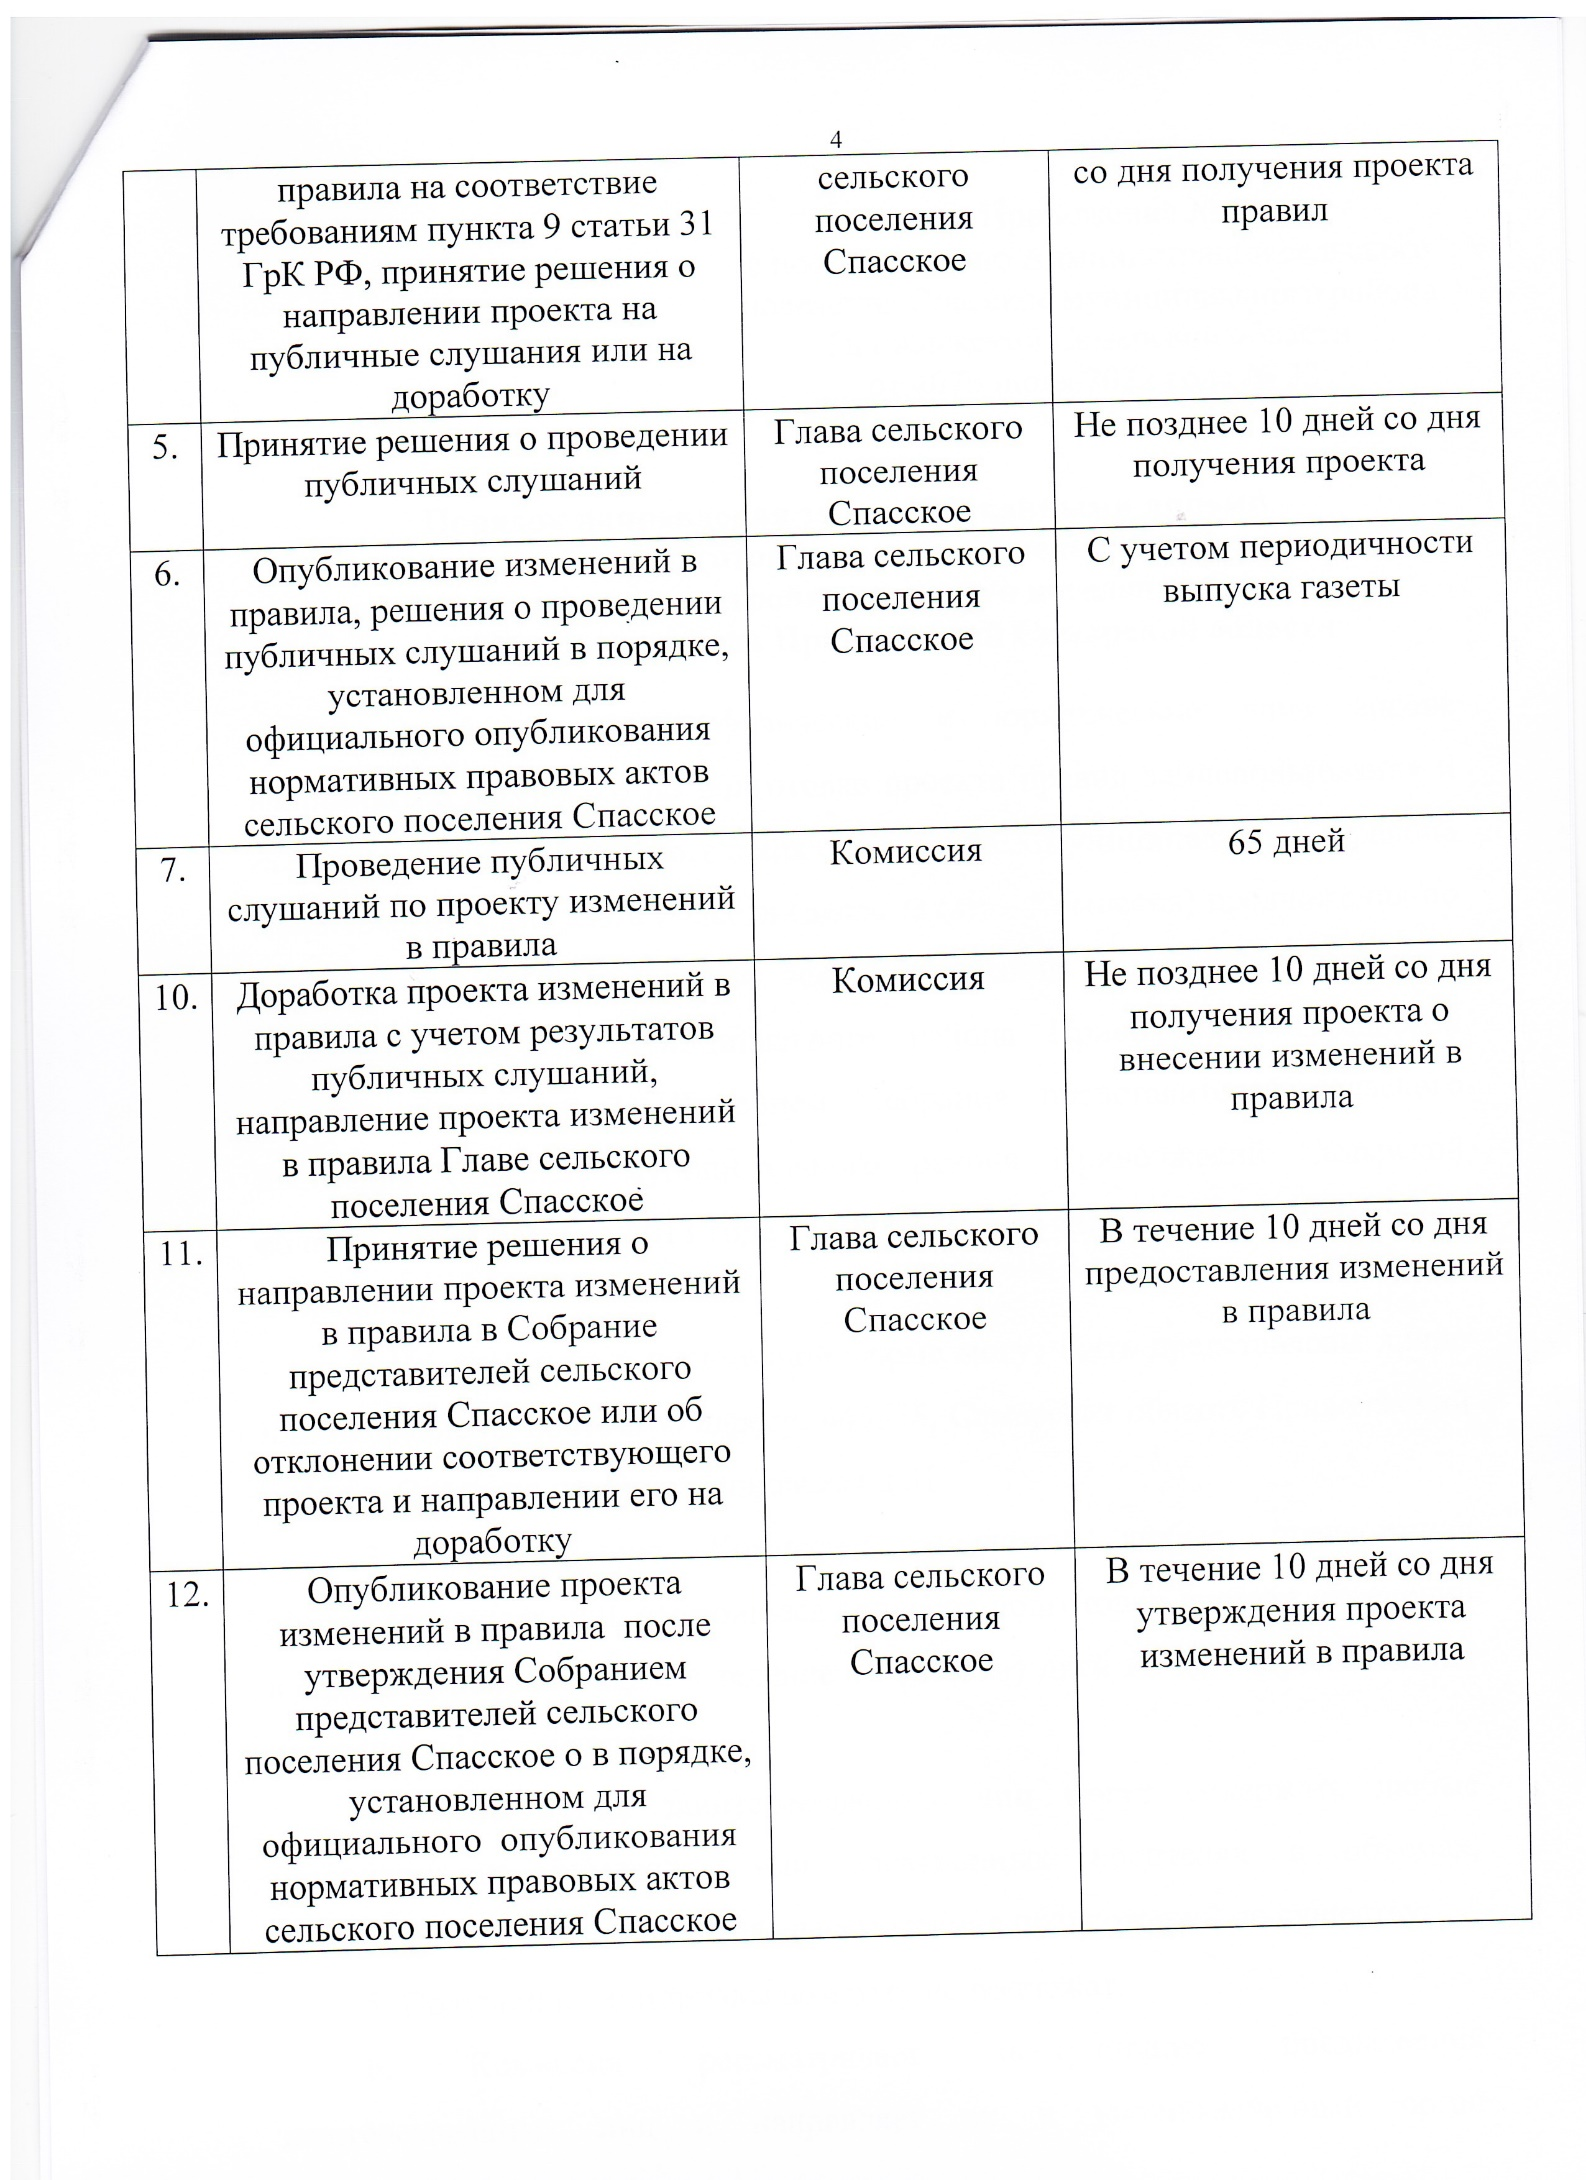 4
правила на соответствие
требованиям пункта 9 статьи 31
ГрК РФ, принятие решения о
направлении проекта на
публичные слушания или на
доработку
сельского
поселения
Спасское
со дня получения проекта
правил
5.
Принятие решения о проведении
публичных слушаний
Глава сельского
поселения
Спасское
Не позднее 10 дней со дня
получения проекта
6.
Опубликование изменений в
правила, решения о проведении
публичных слушаний в порядке,
установленном для
официального опубликования
нормативных правовых актов
сельского поселения Спасское
Глава сельского
поселения
Спасское
С учетом периодичности
выпуска газеты
7.
Проведение публичных
слушаний по проекту изменений
в правила
Комиссия
65 дней
10.
Доработка проекта изменений в
правила с учетом результатов
публичных слушаний,
направление проекта изменений
в правила Главе сельского
поселения Спасское
Комиссия
Не позднее 10 дней со дня
получения проекта о
внесении изменений в
правила
11.
Принятие решения о
направлении проекта изменений
в правила в Собрание
представителей сельского
поселения Спасское или об
отклонении соответствующего
проекта и направлении его на
доработку
Глава сельского
поселения
Спасское
В течение 10 дней со дня
предоставления изменений
в правила
12.
Опубликование проекта
изменений в правила  после
утверждения Собранием
представителей сельского
поселения Спасское о в порядке,
установленном для
официального  опубликования
нормативных правовых актов
сельского поселения Спасское
Глава сельского
поселения
Спасское
В течение 10 дней со дня
утверждения проекта
изменений в правила